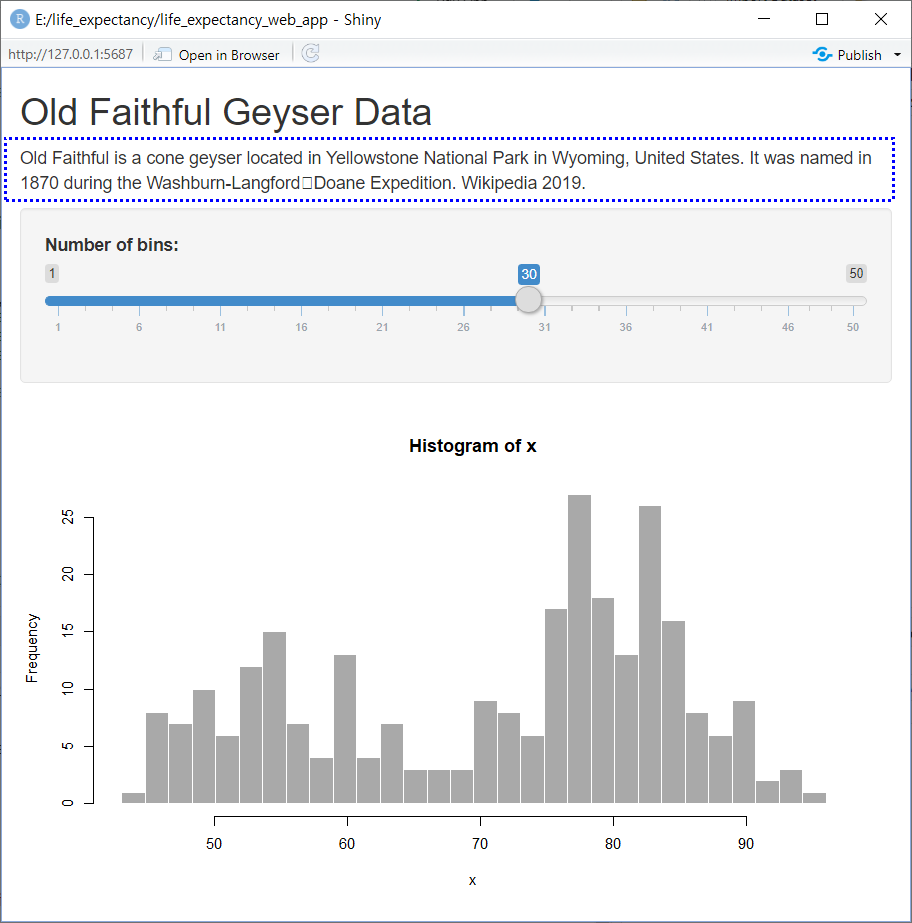 E:/life_expectancy/life_expectancy_web_app - Shiny
http://127.0.0.1:5687 Open in Browser Publish
Old Faithful Geyser Data
Old Faithful is a cone geyser located in Yellowstone National Park in Wyoming, United States. It was named in
1870 during the Washburn-Langford□Doane Expedition. Wikipedia 2019.
Number of bins:
1 30 50
1 6 11 16 21 26 31 36 41 46 50
Histogram of x
25
20
15
10
5
0
Frequency
50 60 70 80 90
x